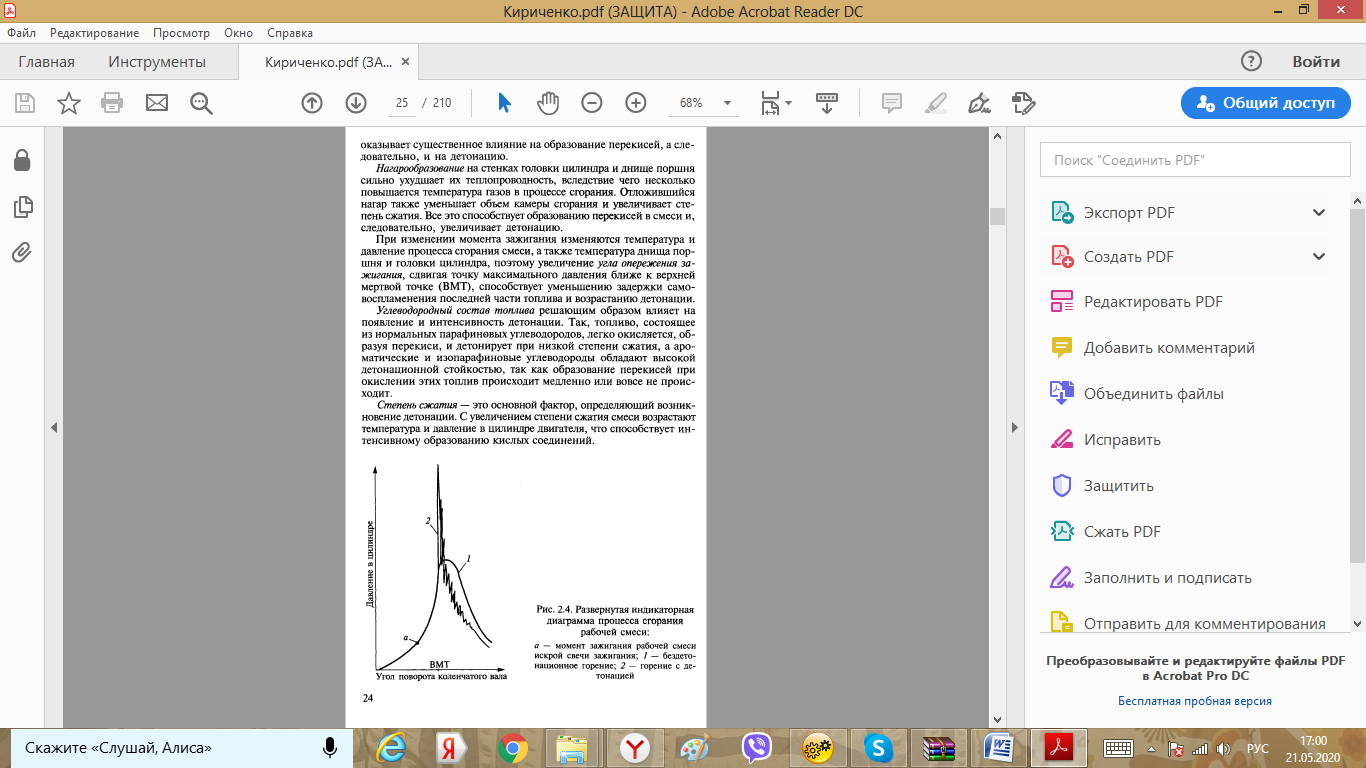 Кириченко.pdf (ЗАЩИТА) - Adobe Acrobat Reader DC
Файл Редактирование Просмотр Окно Справка
Главная Инструменты Кириченко.pdf (ЗА... × Войти
25 / 210 68% Общий доступ
оказывает существенное влияние на образование перекисей, а сле-
довательно, и на детонацию.
Нагарообразование на стенках головки цилиндра и днище поршня
сильно ухудшает их теплопроводность, вследствие чего несколько
повышается температура газов в процессе сгорания. Отложившийся
нагар также уменьшает объем камеры сгорания и увеличивает сте-
пень сжатия. Все это способствует образованию перекисей в смеси и,
следовательно, увеличивает детонацию.
При изменении момента зажигания изменяются температура и
давление процесса сгорания смеси, а также температура днища пор-
шня и головки цилиндра, поэтому увеличение угла опережения за-
жигания, сдвигая точку максимального давления ближе к верхней
мертвой точке (ВМТ), способствует уменьшению задержки само-
воспламенения последней части топлива и возрастанию детонации.
Углеводородный состав топлива решающим образом влияет на
появление и интенсивность детонации. Так, топливо, состоящее
из нормальных парафиновых углеводородов, легко окисляется, об-
разуя перекиси, и детонирует при низкой степени сжатия, а аро-
матические и изопарафиновые углеводороды обладают высокой
детонационной стойкостью, так как образование перекисей при
окислении этих топлив происходит медленно или вовсе не проис-
ходит.
Степень сжатия — это основной фактор, определяющий возник-
новение детонации. С увеличением степени сжатия смеси возрастают
температура и давление в цилиндре двигателя, что способствует ин-
тенсивному образованию кислых соединений.
Давление в цилиндре
2
1
а
ВМТ
Угол поворота коленчатого вала
Рис. 2.4. Развернутая индикаторная
диаграмма процесса сгорания
рабочей смеси:
а — момент зажигания рабочей смеси
искрой свечи зажигания; 1 — бездето-
национное горение; 2 — горение с де-
тонацией
24
Поиск "Соединить PDF"
Экспорт PDF
Создать PDF
Редактировать PDF
Добавить комментарий
Объединить файлы
Исправить
Защитить
Сжать PDF
Заполнить и подписать
Отправить для комментирования
Преобразовывайте и редактируйте файлы PDF
в Acrobat Pro DC
Бесплатная пробная версия
Скажите «Слушай, Алиса»
РУС
17:00
21.05.2020